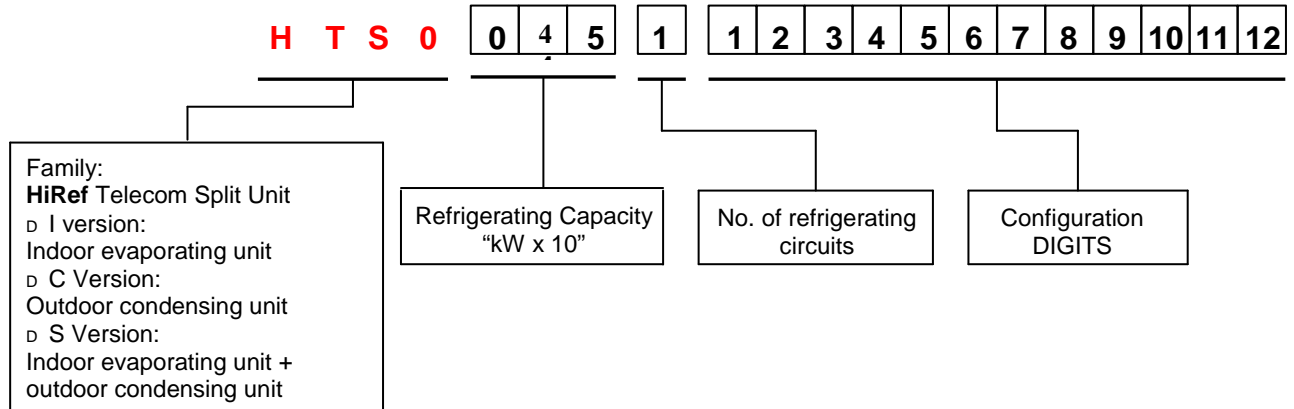 H T S 0 0 4 5 1 1 2 3 4 5 6 7 8 9 10 11 12
Family:
HiRef Telecom Split Unit
D I version:
Indoor evaporating unit
D C Version:
Outdoor condensing unit
D S Version:
Indoor evaporating unit +
outdoor condensing unit
Refrigerating Capacity
“kW x 10”
No. of refrigerating
circuits
Configuration
DIGITS